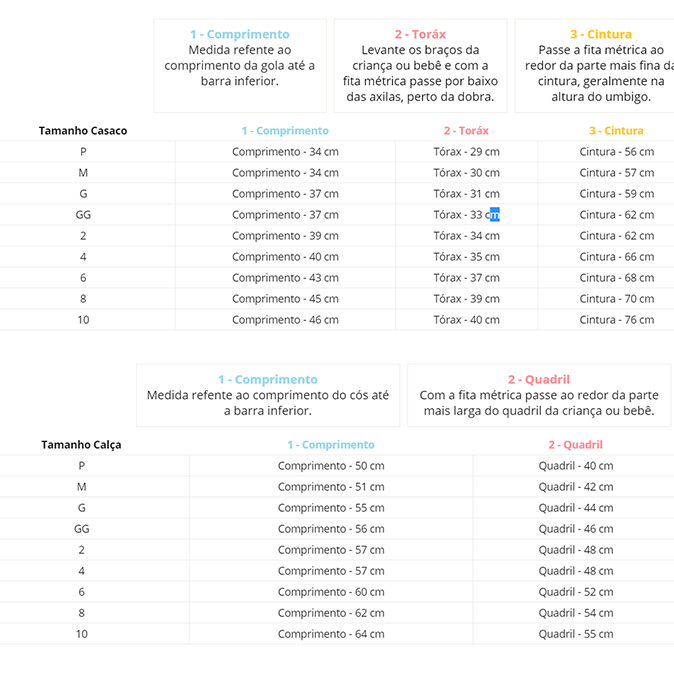 1 - Comprimento
Medida refente ao
comprimento da gola até a
barra inferior.
2 - Toráx
Levante os braços da
criança ou bebê e com a
fita métrica passe por baixo
das axilas, perto da dobra.
3 - Cintura
Passe a fita métrica ao
redor da parte mais fina da
cintura, geralmente na
altura do umbigo.
Tamanho Casaco 1 - Comprimento 2 - Toráx 3 - Cintura
P Comprimento - 34 cm Tórax - 29 cm Cintura - 56 cm
M Comprimento - 34 cm Tórax - 30 cm Cintura - 57 cm
G Comprimento - 37 cm Tórax - 31 cm Cintura - 59 cm
GG Comprimento - 37 cm Tórax - 33 cm Cintura - 62 cm
2 Comprimento - 39 cm Tórax - 34 cm Cintura - 62 cm
4 Comprimento - 40 cm Tórax - 35 cm Cintura - 66 cm
6 Comprimento - 43 cm Tórax - 37 cm Cintura - 68 cm
8 Comprimento - 45 cm Tórax - 39 cm Cintura - 70 cm
10 Comprimento - 46 cm Tórax - 40 cm Cintura - 76 cm
1 - Comprimento
Medida refente ao comprimento do cós até
a barra inferior.
2 - Quadril
Com a fita métrica passe ao redor da parte
mais larga do quadril da criança ou bebê.
Tamanho Calça 1 - Comprimento 2 - Quadril
P Comprimento - 50 cm Quadril - 40 cm
M Comprimento - 51 cm Quadril - 42 cm
G Comprimento - 55 cm Quadril - 44 cm
GG Comprimento - 56 cm Quadril - 46 cm
2 Comprimento - 57 cm Quadril - 48 cm
4 Comprimento - 57 cm Quadril - 48 cm
6 Comprimento - 60 cm Quadril - 52 cm
8 Comprimento - 62 cm Quadril - 54 cm
10 Comprimento - 64 cm Quadril - 55 cm